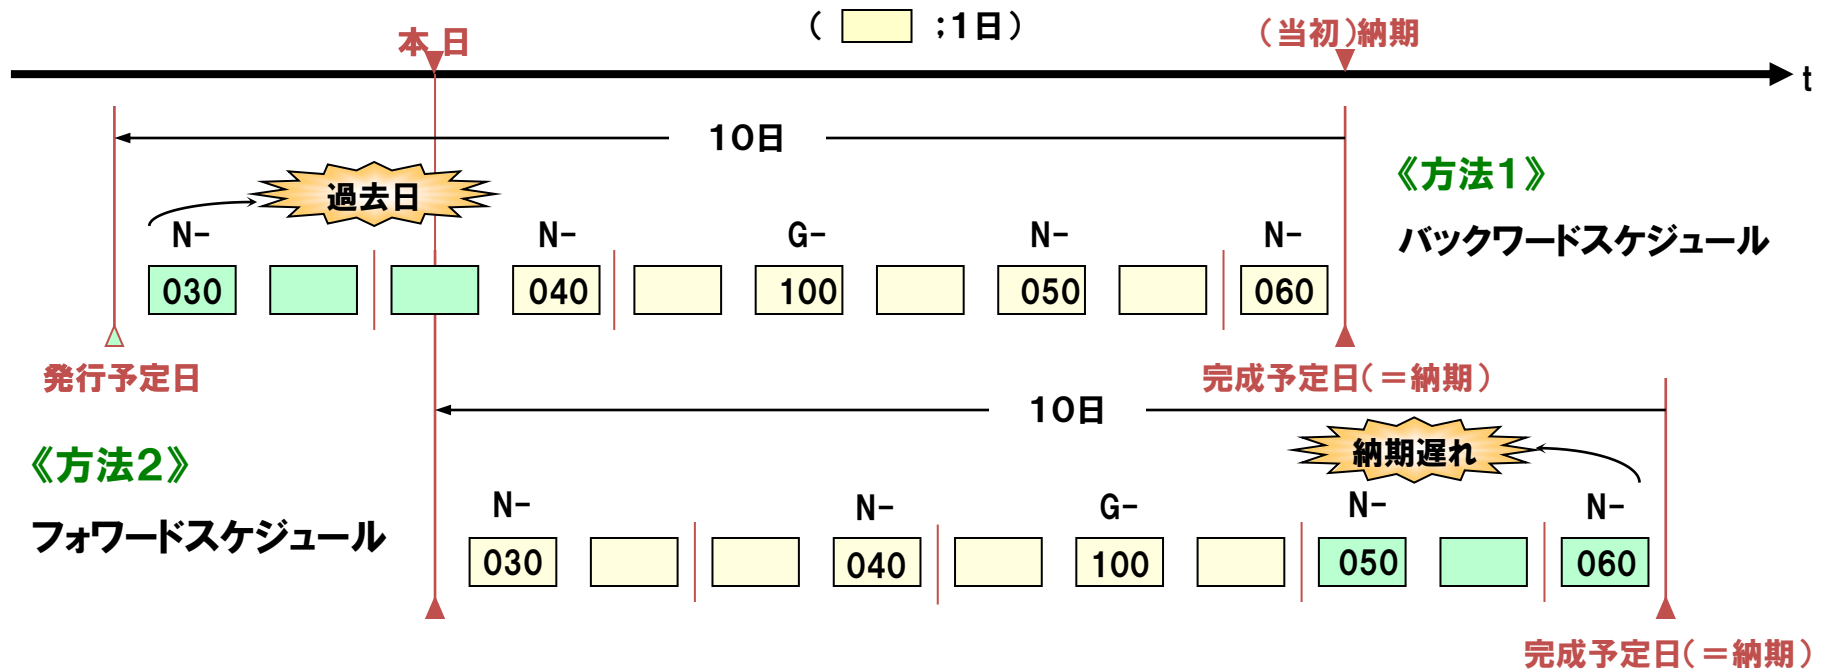 （ ；１日）
本 日
（当初）納期
t
１０日
《方法１》
過去日
バックワードスケジュール
N− N− G− N− N−
030 040 100 050 060
発行予定日
完成予定日（＝納期）
１０日
《方法２》
納期遅れ
フォワードスケジュール
N− N− G− N− N−
030 040 100 050 060
完成予定日（＝納期）